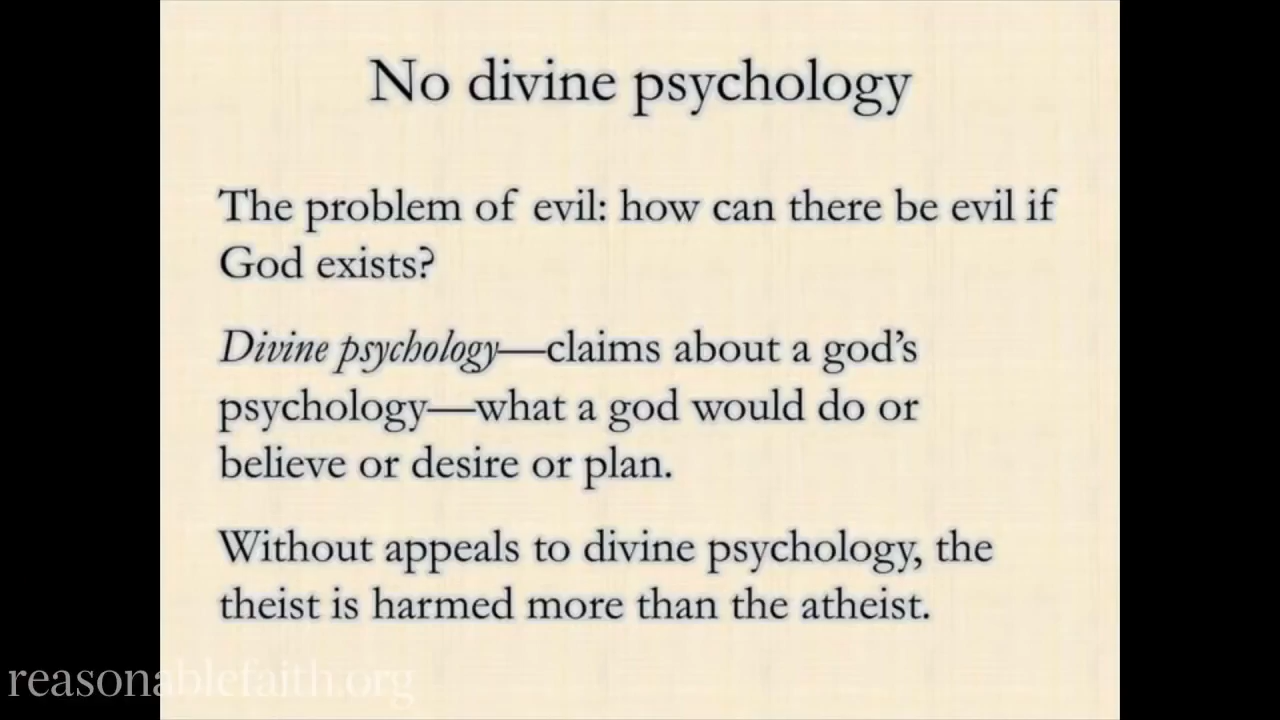 No divine psychology
The problem of evil: how can there be evil if
God exists?
Divine psychology—claims about a god’s
psychology—what a god would do or
believe or desire or plan.
Without appeals to divine psychology, the
theist is harmed more than the atheist.
reasonablefaith.org